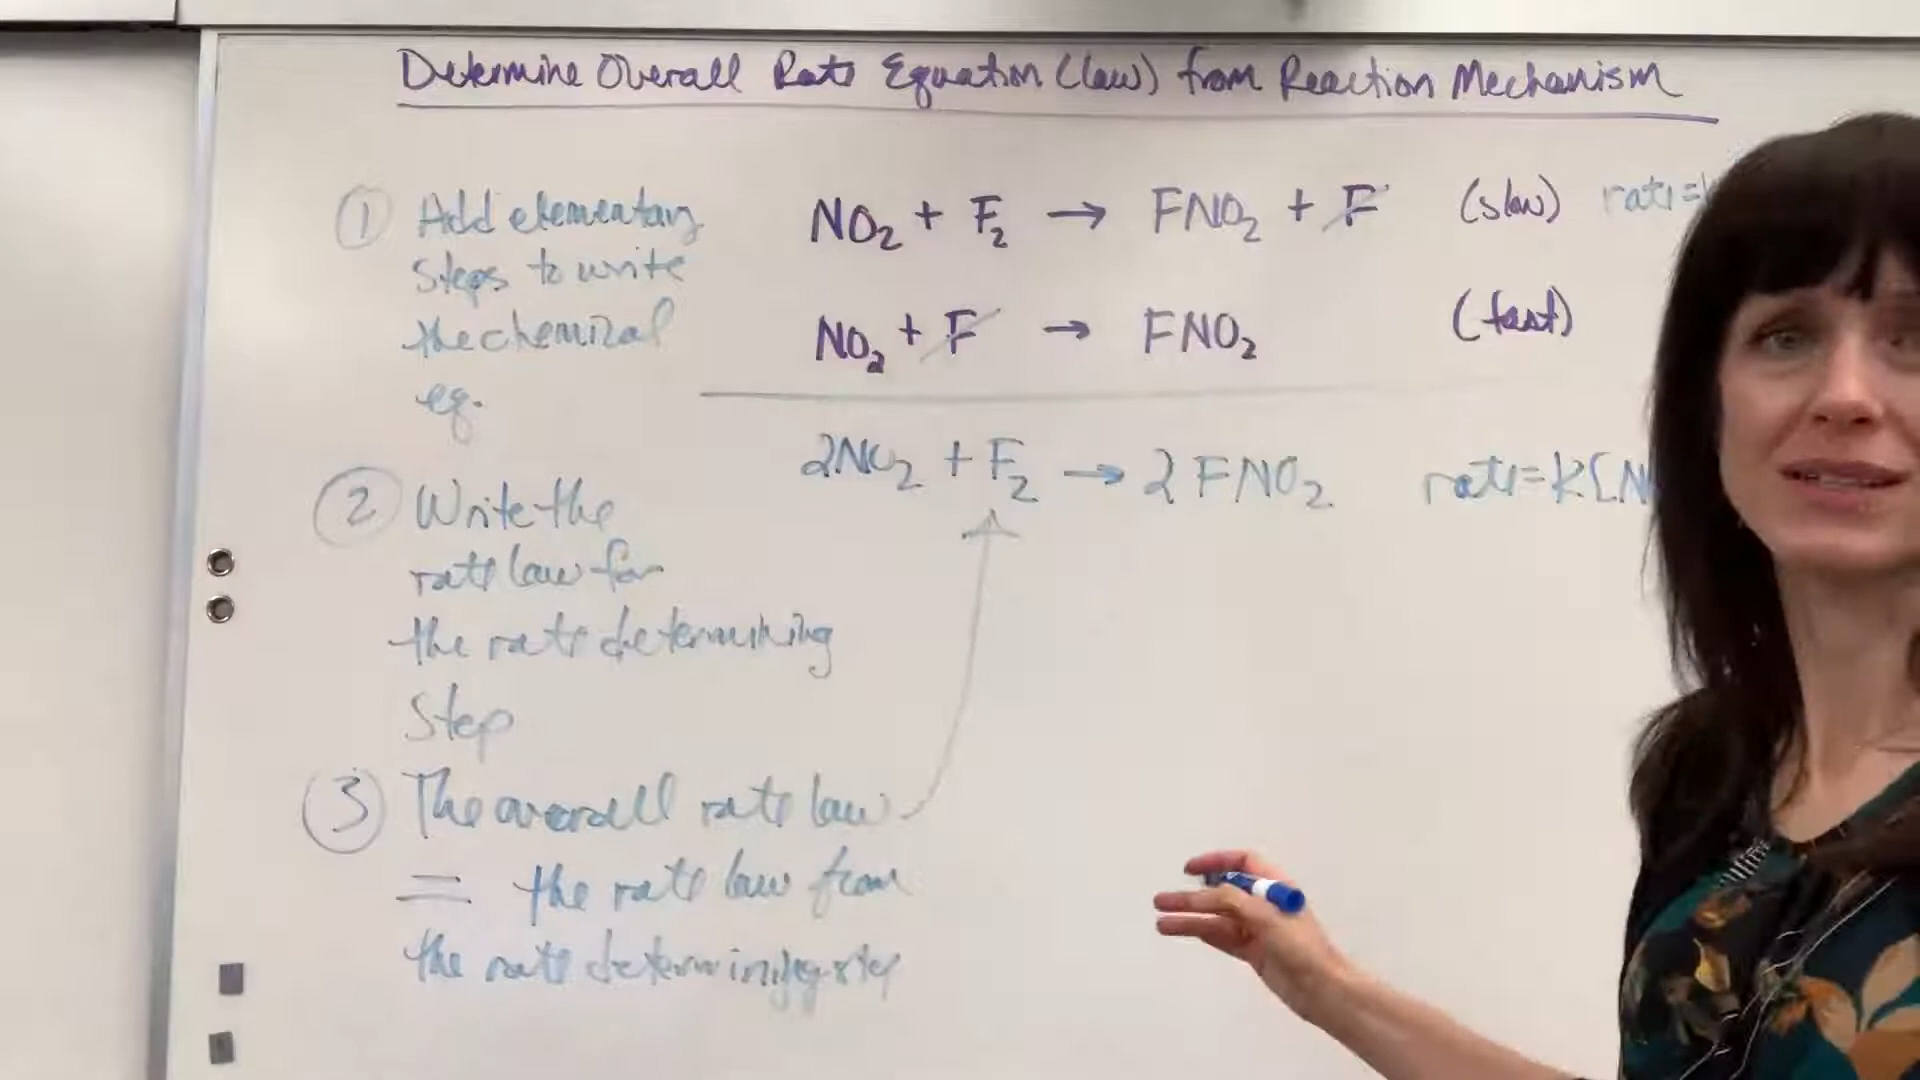 Determine Overall Rate Equation (law) from Reaction Mechanism
① Add elementary
steps to write
the chemical
eq.
② Write the
rate law for
the rate determining
Step
③ The overall rate law
= the rate law from
the rate determining step
NO₂ + F₂ → FNO₂ + F (slow) rate=k
NO₂ + F → FNO₂ (fast)
2NO₂ + F₂ → 2 FNO₂ rate=k[N